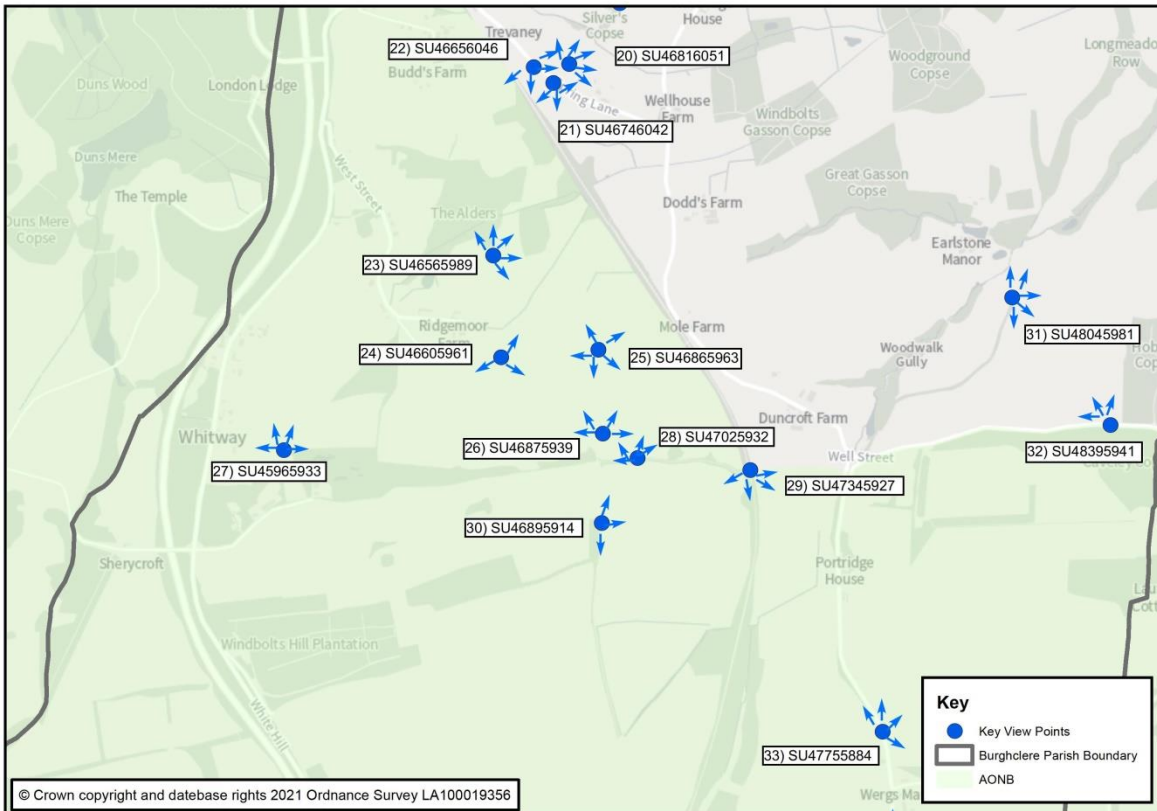 Silver's
Copse
House
Trevaney
22) SU46656046
20) SU46816051
Longmeadow
Row
Woodground
Copse
Duns Wood
London Lodge
Budd's Farm
Wellhouse
Farm
21) SU46746042
Windbolts
Gasson Copse
Duns Mere
West Street
Great Gasson
Copse
The Temple
Dodd's Farm
The Alders
Duns Mere
Copse
Earlstone
Manor
23) SU46565989
Ridgemoor
Mole Farm
31) SU48045981
24) SU46605961
25) SU46865963
Woodwalk
Gully
Duncroft Farm
Whitway
26) SU46875939
28) SU47025932
Well Street
32) SU48395941
27) SU45965933
29) SU47345927
30) SU46895914
Sherycroft
Portridge
House
Windbolts Hill Plantation
White Hill
Key
Key View Points
Burghclere Parish Boundary
AONB
33) SU47755884
© Crown copyright and datebase rights 2021 Ordnance Survey LA100019356